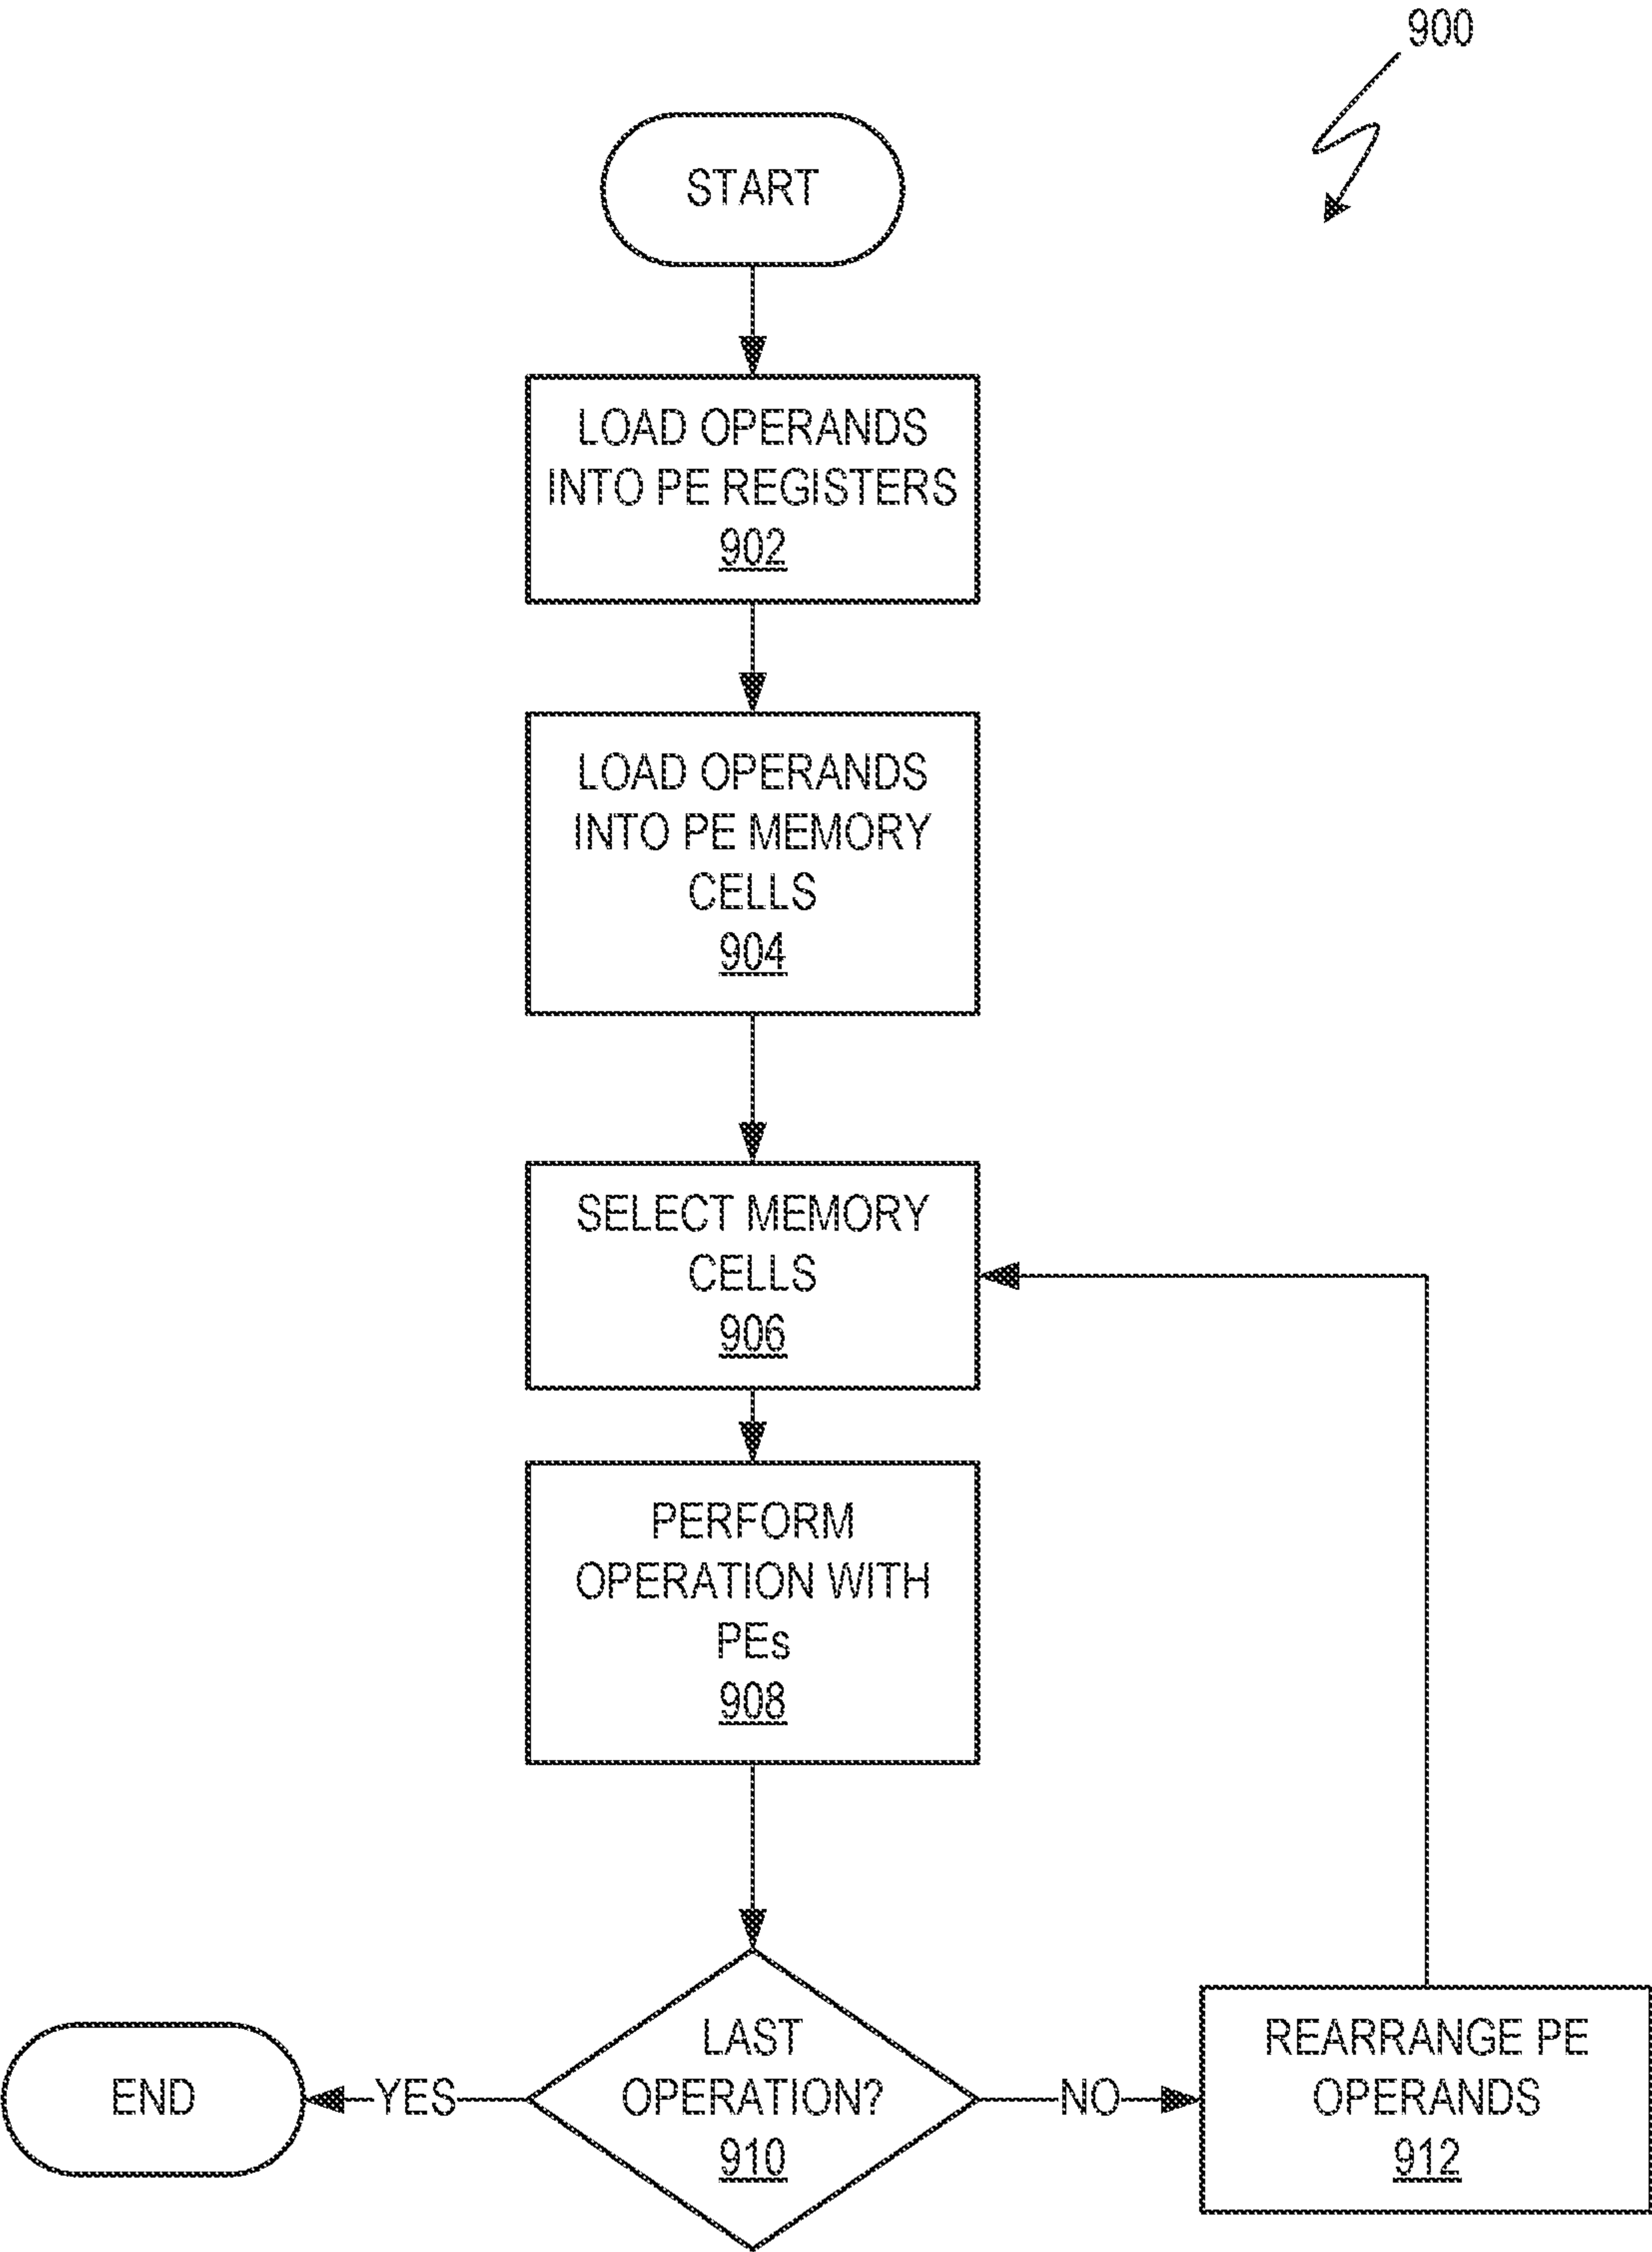 900
START
LOAD OPERANDS
INTO PE REGISTERS
902
LOAD OPERANDS
INTO PE MEMORY
CELLS
904
SELECT MEMORY
CELLS
906
PERFORM
OPERATION WITH
PEs
908
LAST
OPERATION?
910
YES
END
NO
REARRANGE PE
OPERANDS
912